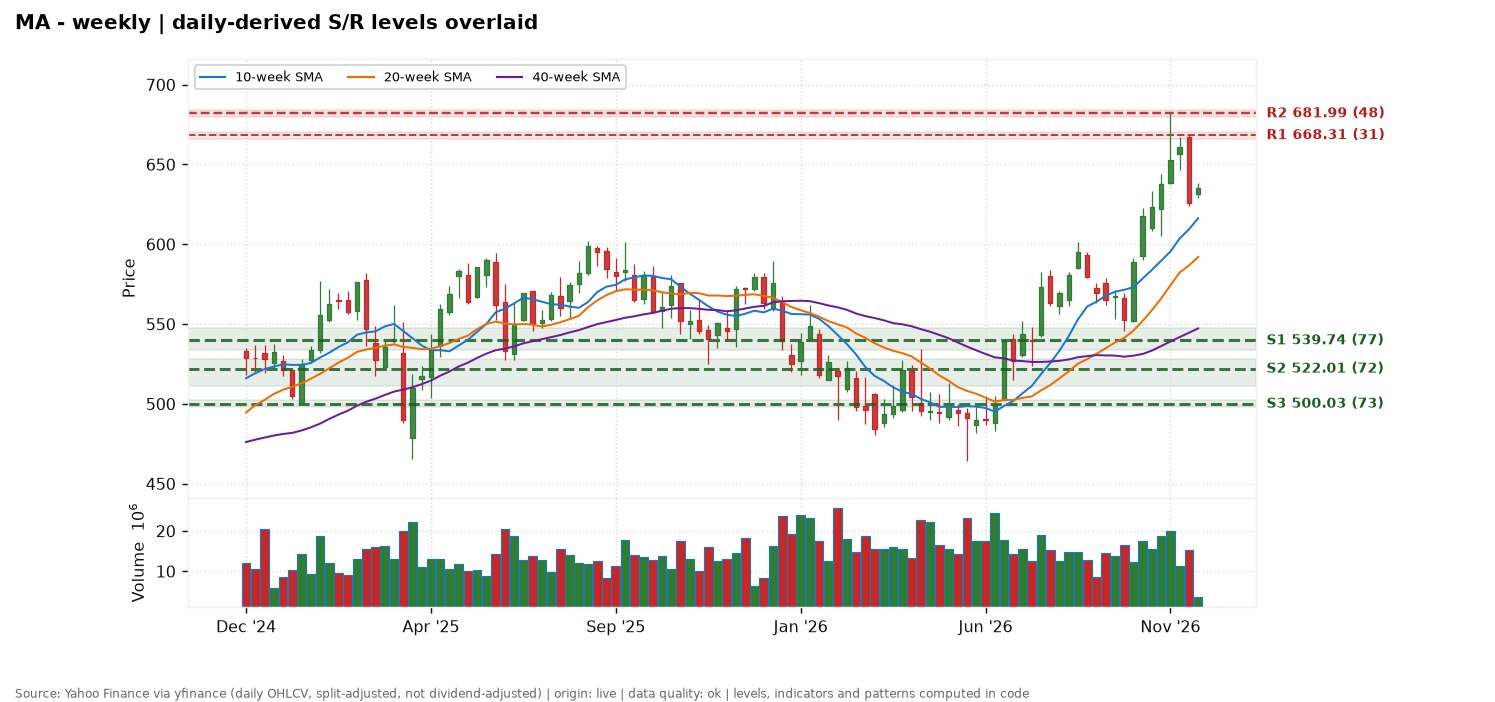 MA - weekly | daily-derived S/R levels overlaid
10-week SMA
20-week SMA
40-week SMA
Price
700
650
600
550
500
450
R2 681.99 (48)
R1 668.31 (31)
S1 539.74 (77)
S2 522.01 (72)
S3 500.03 (73)
Volume 10⁶
20
10
Dec '24
Apr '25
Sep '25
Jan '26
Jun '26
Nov '26
Source: Yahoo Finance via yfinance (daily OHLCV, split-adjusted, not dividend-adjusted) | origin: live | data quality: ok | levels, indicators and patterns computed in code